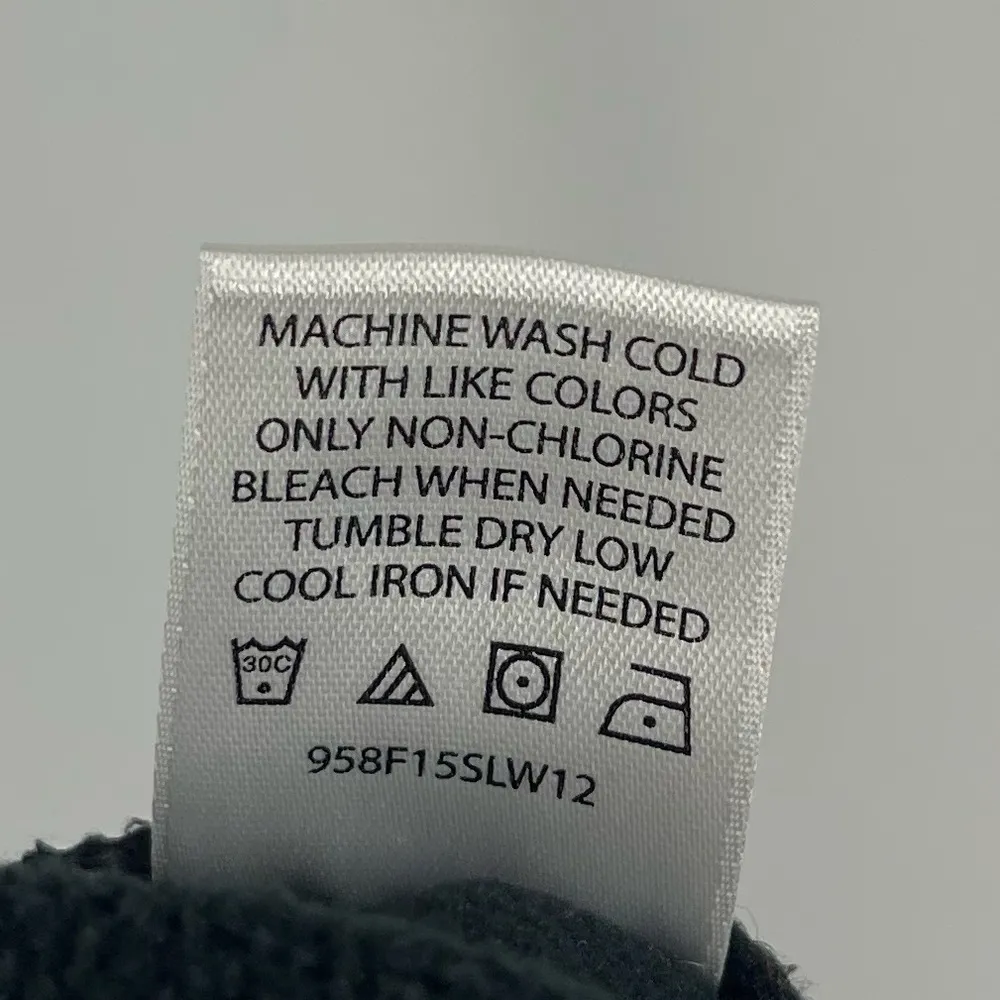 MACHINE WASH COLD
WITH LIKE COLORS
ONLY NON-CHLORINE
BLEACH WHEN NEEDED
TUMBLE DRY LOW
COOL IRON IF NEEDED
30C
958F15SLW12